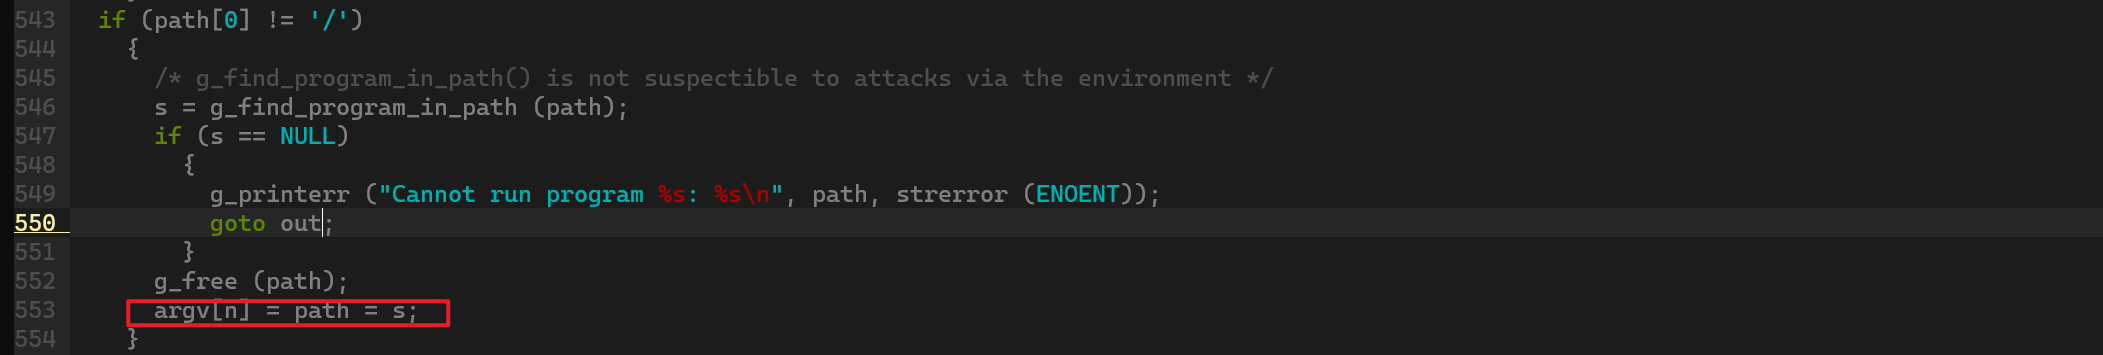 543 if (path[0] != '/')
544 {
545 /* g_find_program_in_path() is not suspectible to attacks via the environment */
546 s = g_find_program_in_path (path);
547 if (s == NULL)
548 {
549 g_printerr ("Cannot run program %s: %s\n", path, strerror (ENOENT));
550 goto out;
551 }
552 g_free (path);
553 argv[n] = path = s;
554 }